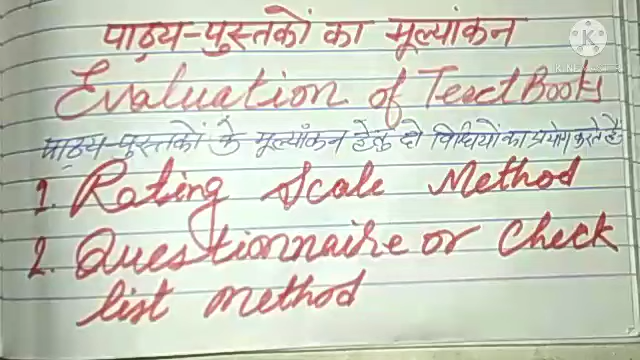 पाठ्य-पुस्तकों का मूल्यांकन
Evaluation of Text Books
पाठ्य-पुस्तकों के मूल्यांकन हेतु दो विधियों का प्रयोग करते हैं
1. Rating Scale Method
2. Questionnaire or Check
list method